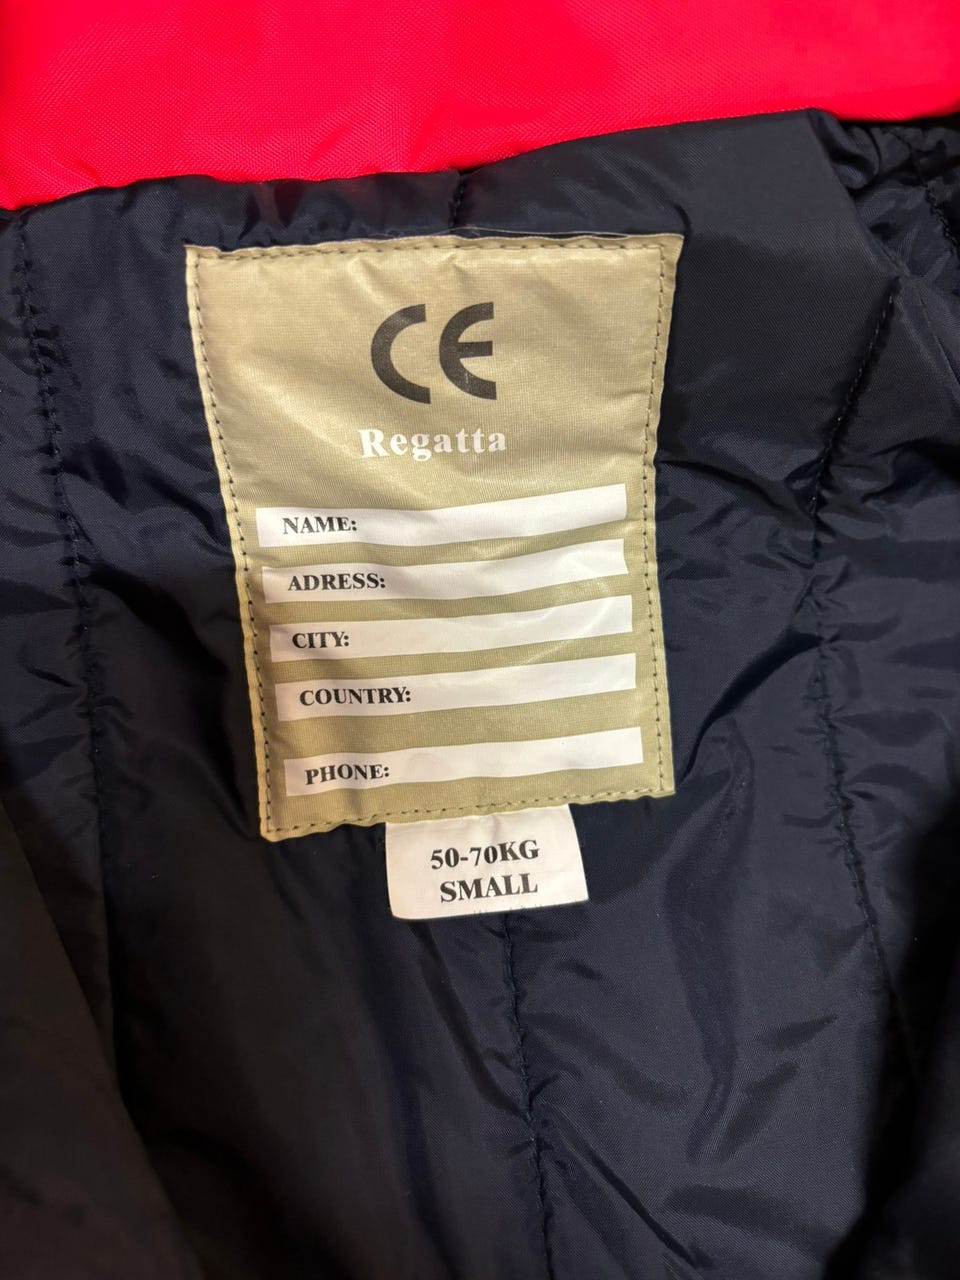 CE
Regatta
NAME:
ADRESS:
CITY:
COUNTRY:
PHONE:
50-70KG
SMALL